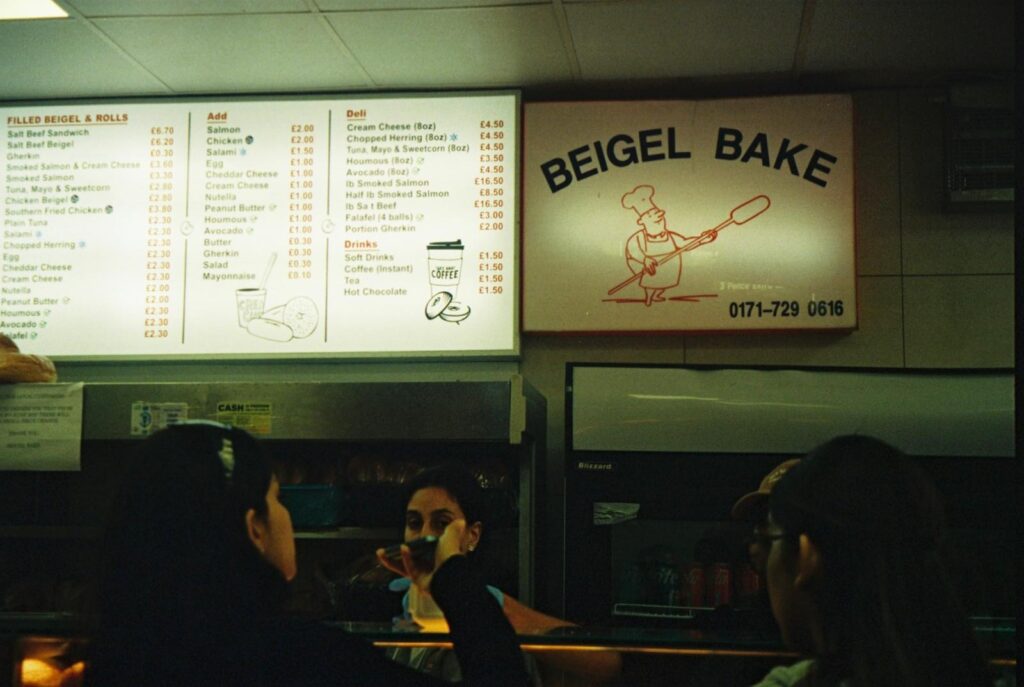 FILLED BEIGEL & ROLLS
Salt Beef Sandwich £6.70
Salt Beef Beigel £6.20
Gherkin £0.30
Smoked Salmon & Cream Cheese £3.60
Smoked Salmon £3.30
Tuna, Mayo & Sweetcorn £2.80
Chicken Beigel £2.80
Southern Fried Chicken £3.80
Plain Tuna £2.30
Salami £2.30
Chopped Herring £2.30
Egg £2.30
Cheddar Cheese £2.30
Cream Cheese £2.30
Nutella £2.00
Peanut Butter £2.00
Houmous £2.30
Avocado £2.30
£2.30
Add
Salmon £2.00
Chicken £2.00
Salami £1.50
Egg £1.00
Cheddar Cheese £1.00
Cream Cheese £1.00
Nutella £1.00
Peanut Butter £1.00
Houmous £1.00
Avocado £1.00
Butter £0.30
Gherkin £0.30
Salad £0.30
Mayonnaise £0.10
Deli
Cream Cheese (8oz) £4.50
Chopped Herring (8oz) £4.50
Tuna, Mayo & Sweetcorn (8oz) £4.50
Houmous (8oz) £3.50
Avocado (8oz) £4.50
lb Smoked Salmon £16.50
Half lb Smoked Salmon £8.50
lb Sa t Beef £16.50
Falafel (4 balls) £3.00
Portion Gherkin £2.00
Drinks
Soft Drinks £1.50
Coffee (Instant) £1.50
Tea £1.50
Hot Chocolate £1.50
COFFEE
BEIGEL BAKE
0171-729 0616
CASH
Blizzard